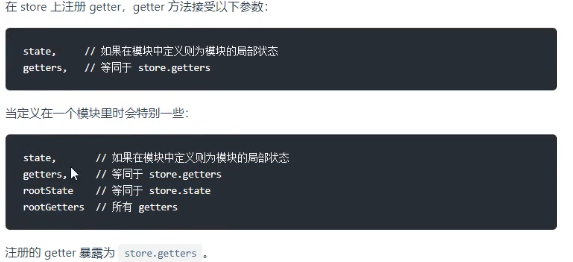 在 store 上注册 getter，getter 方法接受以下参数：
state,     // 如果在模块中定义则为模块的局部状态
getters,   // 等同于 store.getters
当定义在一个模块里时会特别一些：
state,       // 如果在模块中定义则为模块的局部状态
getters,     // 等同于 store.getters
rootState    // 等同于 store.state
rootGetters  // 所有 getters
注册的 getter 暴露为 store.getters 。